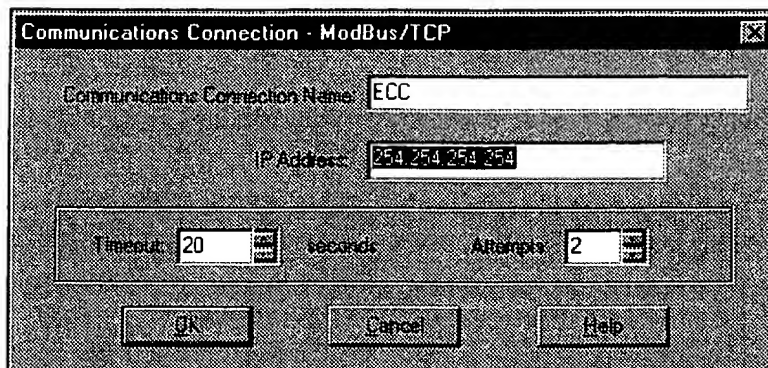 Communications Connection - ModBus/TCP
Communications Connection Name: ECC
IP Address: 254.254.254.254
Timeout: 20 seconds Attempts: 2
OK Cancel Help